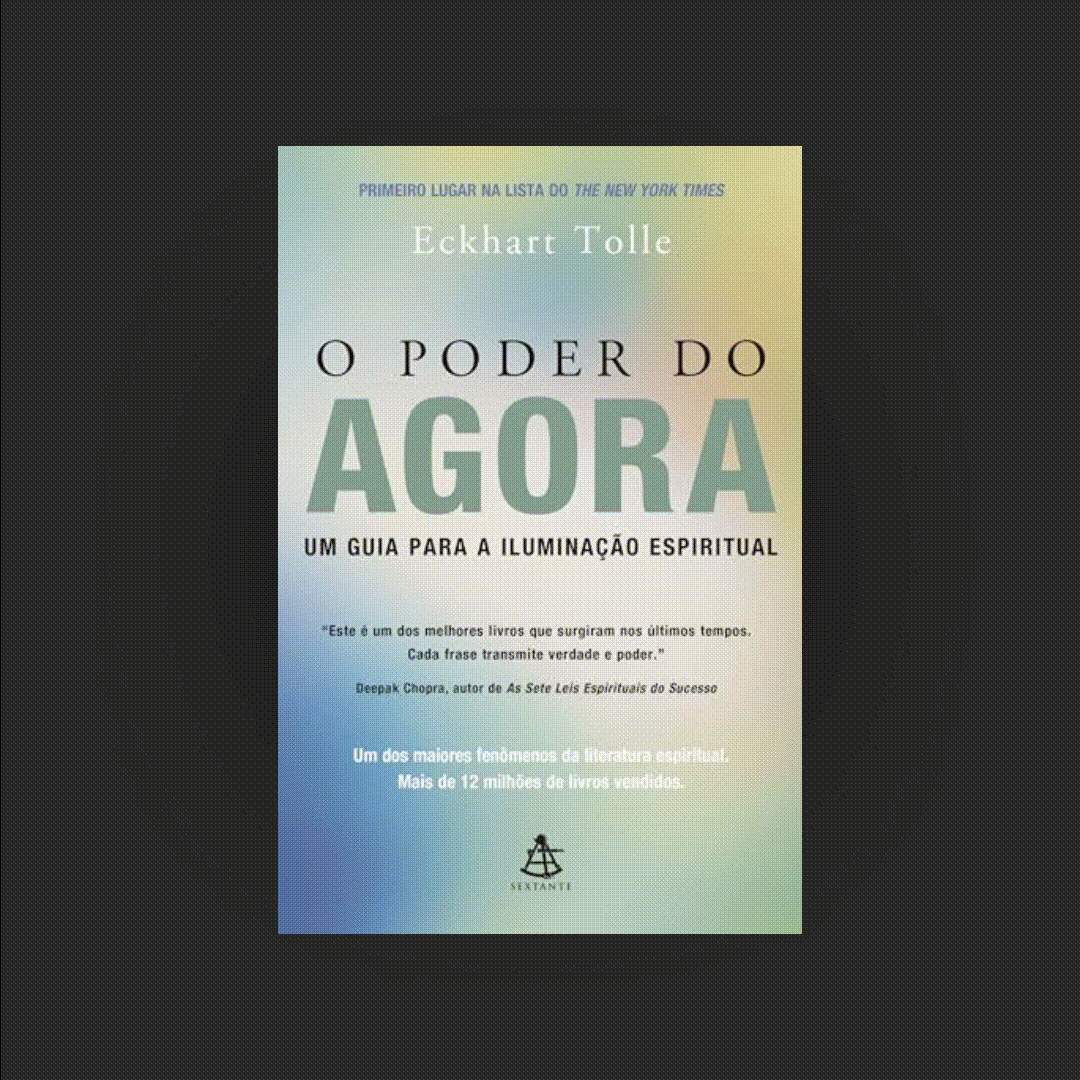 PRIMEIRO LUGAR NA LISTA DO THE NEW YORK TIMES
Eckhart Tolle
O PODER DO
AGORA
UM GUIA PARA A ILUMINAÇÃO ESPIRITUAL
"Este é um dos melhores livros que surgiram nos últimos tempos.
Cada frase transmite verdade e poder."
Deepak Chopra, autor de As Sete Leis Espirituais do Sucesso
Um dos maiores fenômenos da literatura espiritual.
Mais de 12 milhões de livros vendidos.
SEXTANTE